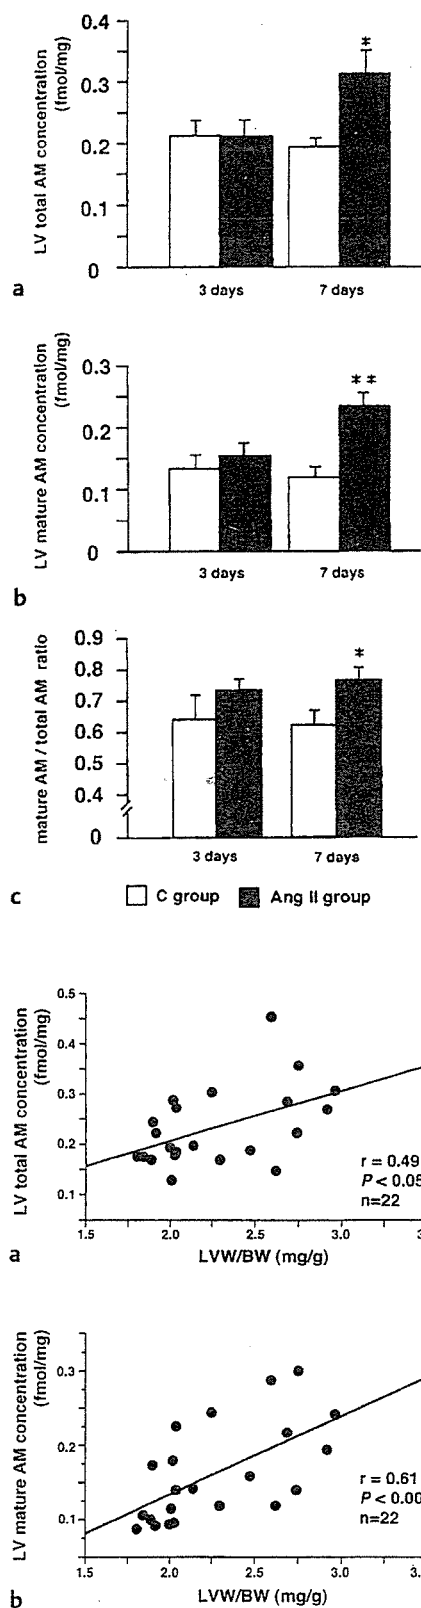 LV total AM concentration
(fmol/mg)
0.4
0.3
0.2
0.1
0
*
3 days
7 days
a
LV mature AM concentration
(fmol/mg)
0.3
0.2
0.1
0
**
3 days
7 days
b
mature AM / total AM ratio
0.9
0.8
0.7
0.6
0.5
0.4
0
*
3 days
7 days
c
C group
Ang II group
LV total AM concentration
(fmol/mg)
0.5
0.4
0.3
0.2
0.1
r = 0.49
P < 0.05
n=22
1.5
2.0
2.5
3.0
3.
LVW/BW (mg/g)
a
LV mature AM concentration
(fmol/mg)
0.3
0.2
0.1
r = 0.61
P < 0.00
n=22
1.5
2.0
2.5
3.0
3.
LVW/BW (mg/g)
b